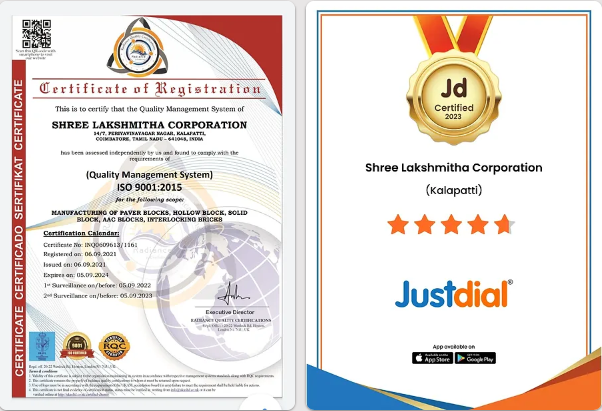 Certificate of Registration
This is to certify that the Quality Management System of
SHREE LAKSHMITHA CORPORATION
14/7, PERIYAVINAYAGAR NAGAR, KALAPATTI,
COIMBATORE, TAMIL NADU – 641048, INDIA
has been assessed independently by us and found to comply with the
requirements of
(Quality Management System)
ISO 9001:2015
for the following scope:
MANUFACTURING OF PAVER BLOCKS, HOLLOW BLOCK, SOLID
BLOCK, AAC BLOCKS, INTERLOCKING BRICKS
Certification Calendar:
Certificate No: INQ0609613/1161
Registered on: 06.09.2021
Issued on: 06.09.2021
Expires on: 05.09.2024
1st Surveillance on/before: 05.09.2022
2nd Surveillance on/before: 05.09.2023
Executive Director
RADIANCE QUALITY CERTIFICATIONS
CERTIFICATE CERTIFICADO SERTIFIKAT CERTIFICATE
9001
RQC
Jd
Certified
2023
Shree Lakshmitha Corporation
(Kalapatti)
Justdial®
App available on
App Store
Google Play